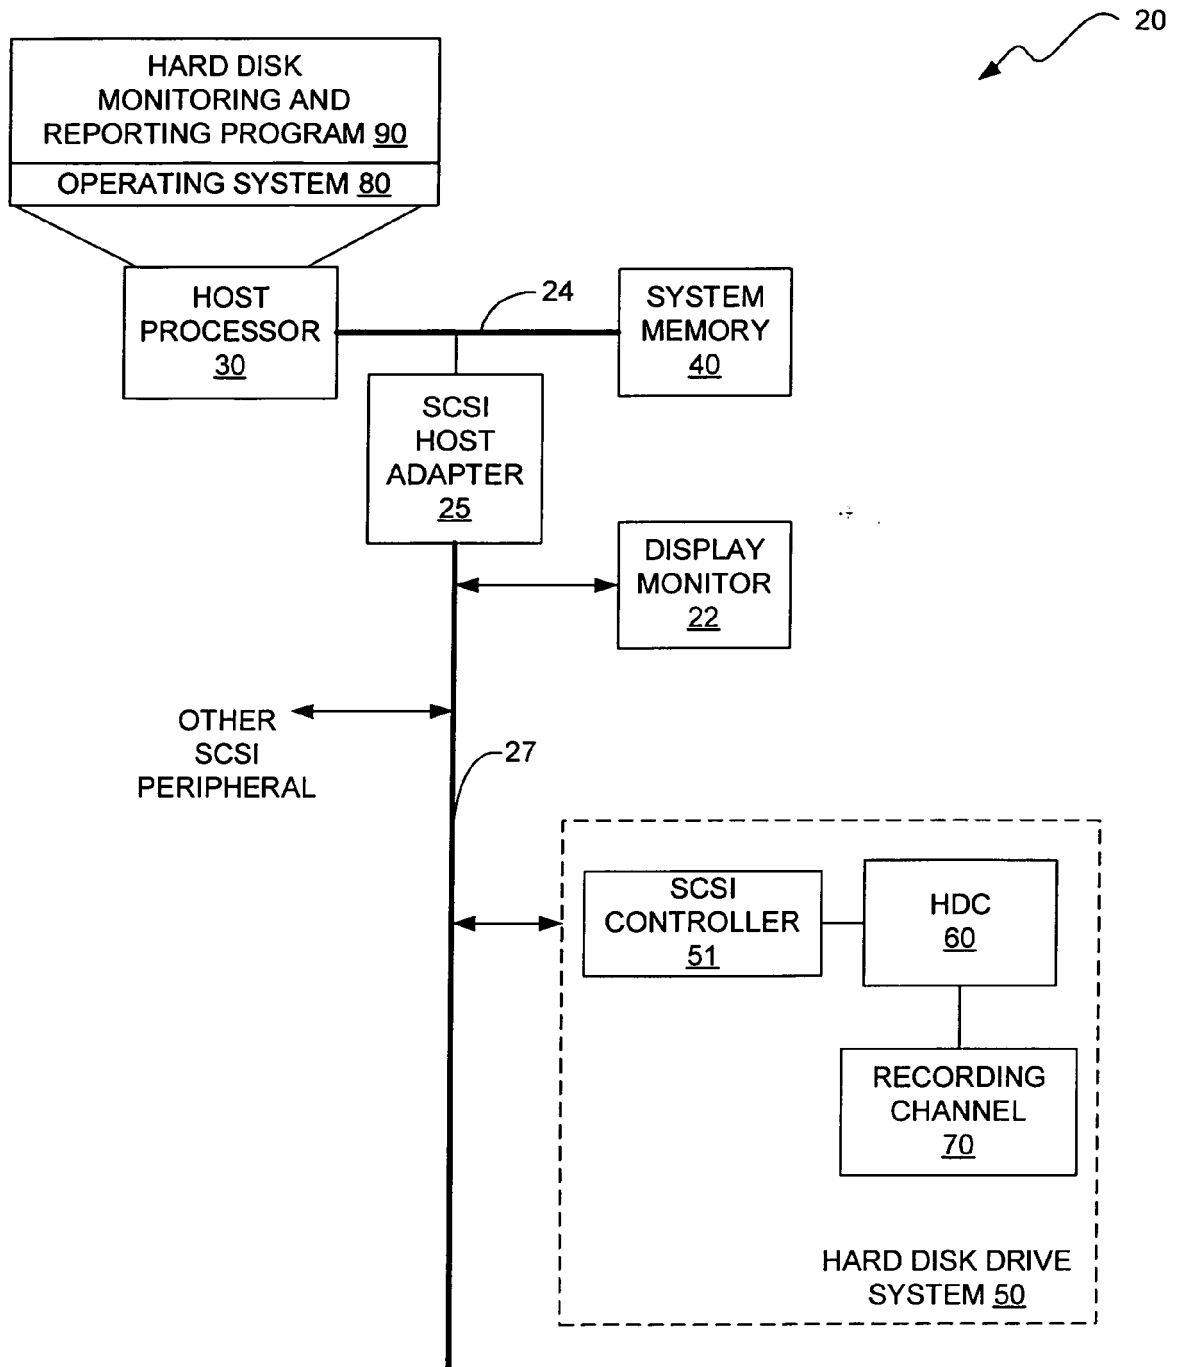 20
HARD DISK
MONITORING AND
REPORTING PROGRAM 90
OPERATING SYSTEM 80
HOST
PROCESSOR
30
24
SYSTEM
MEMORY
40
SCSI
HOST
ADAPTER
25
DISPLAY
MONITOR
22
OTHER
SCSI
PERIPHERAL
27
SCSI
CONTROLLER
51
HDC
60
RECORDING
CHANNEL
70
HARD DISK DRIVE
SYSTEM 50